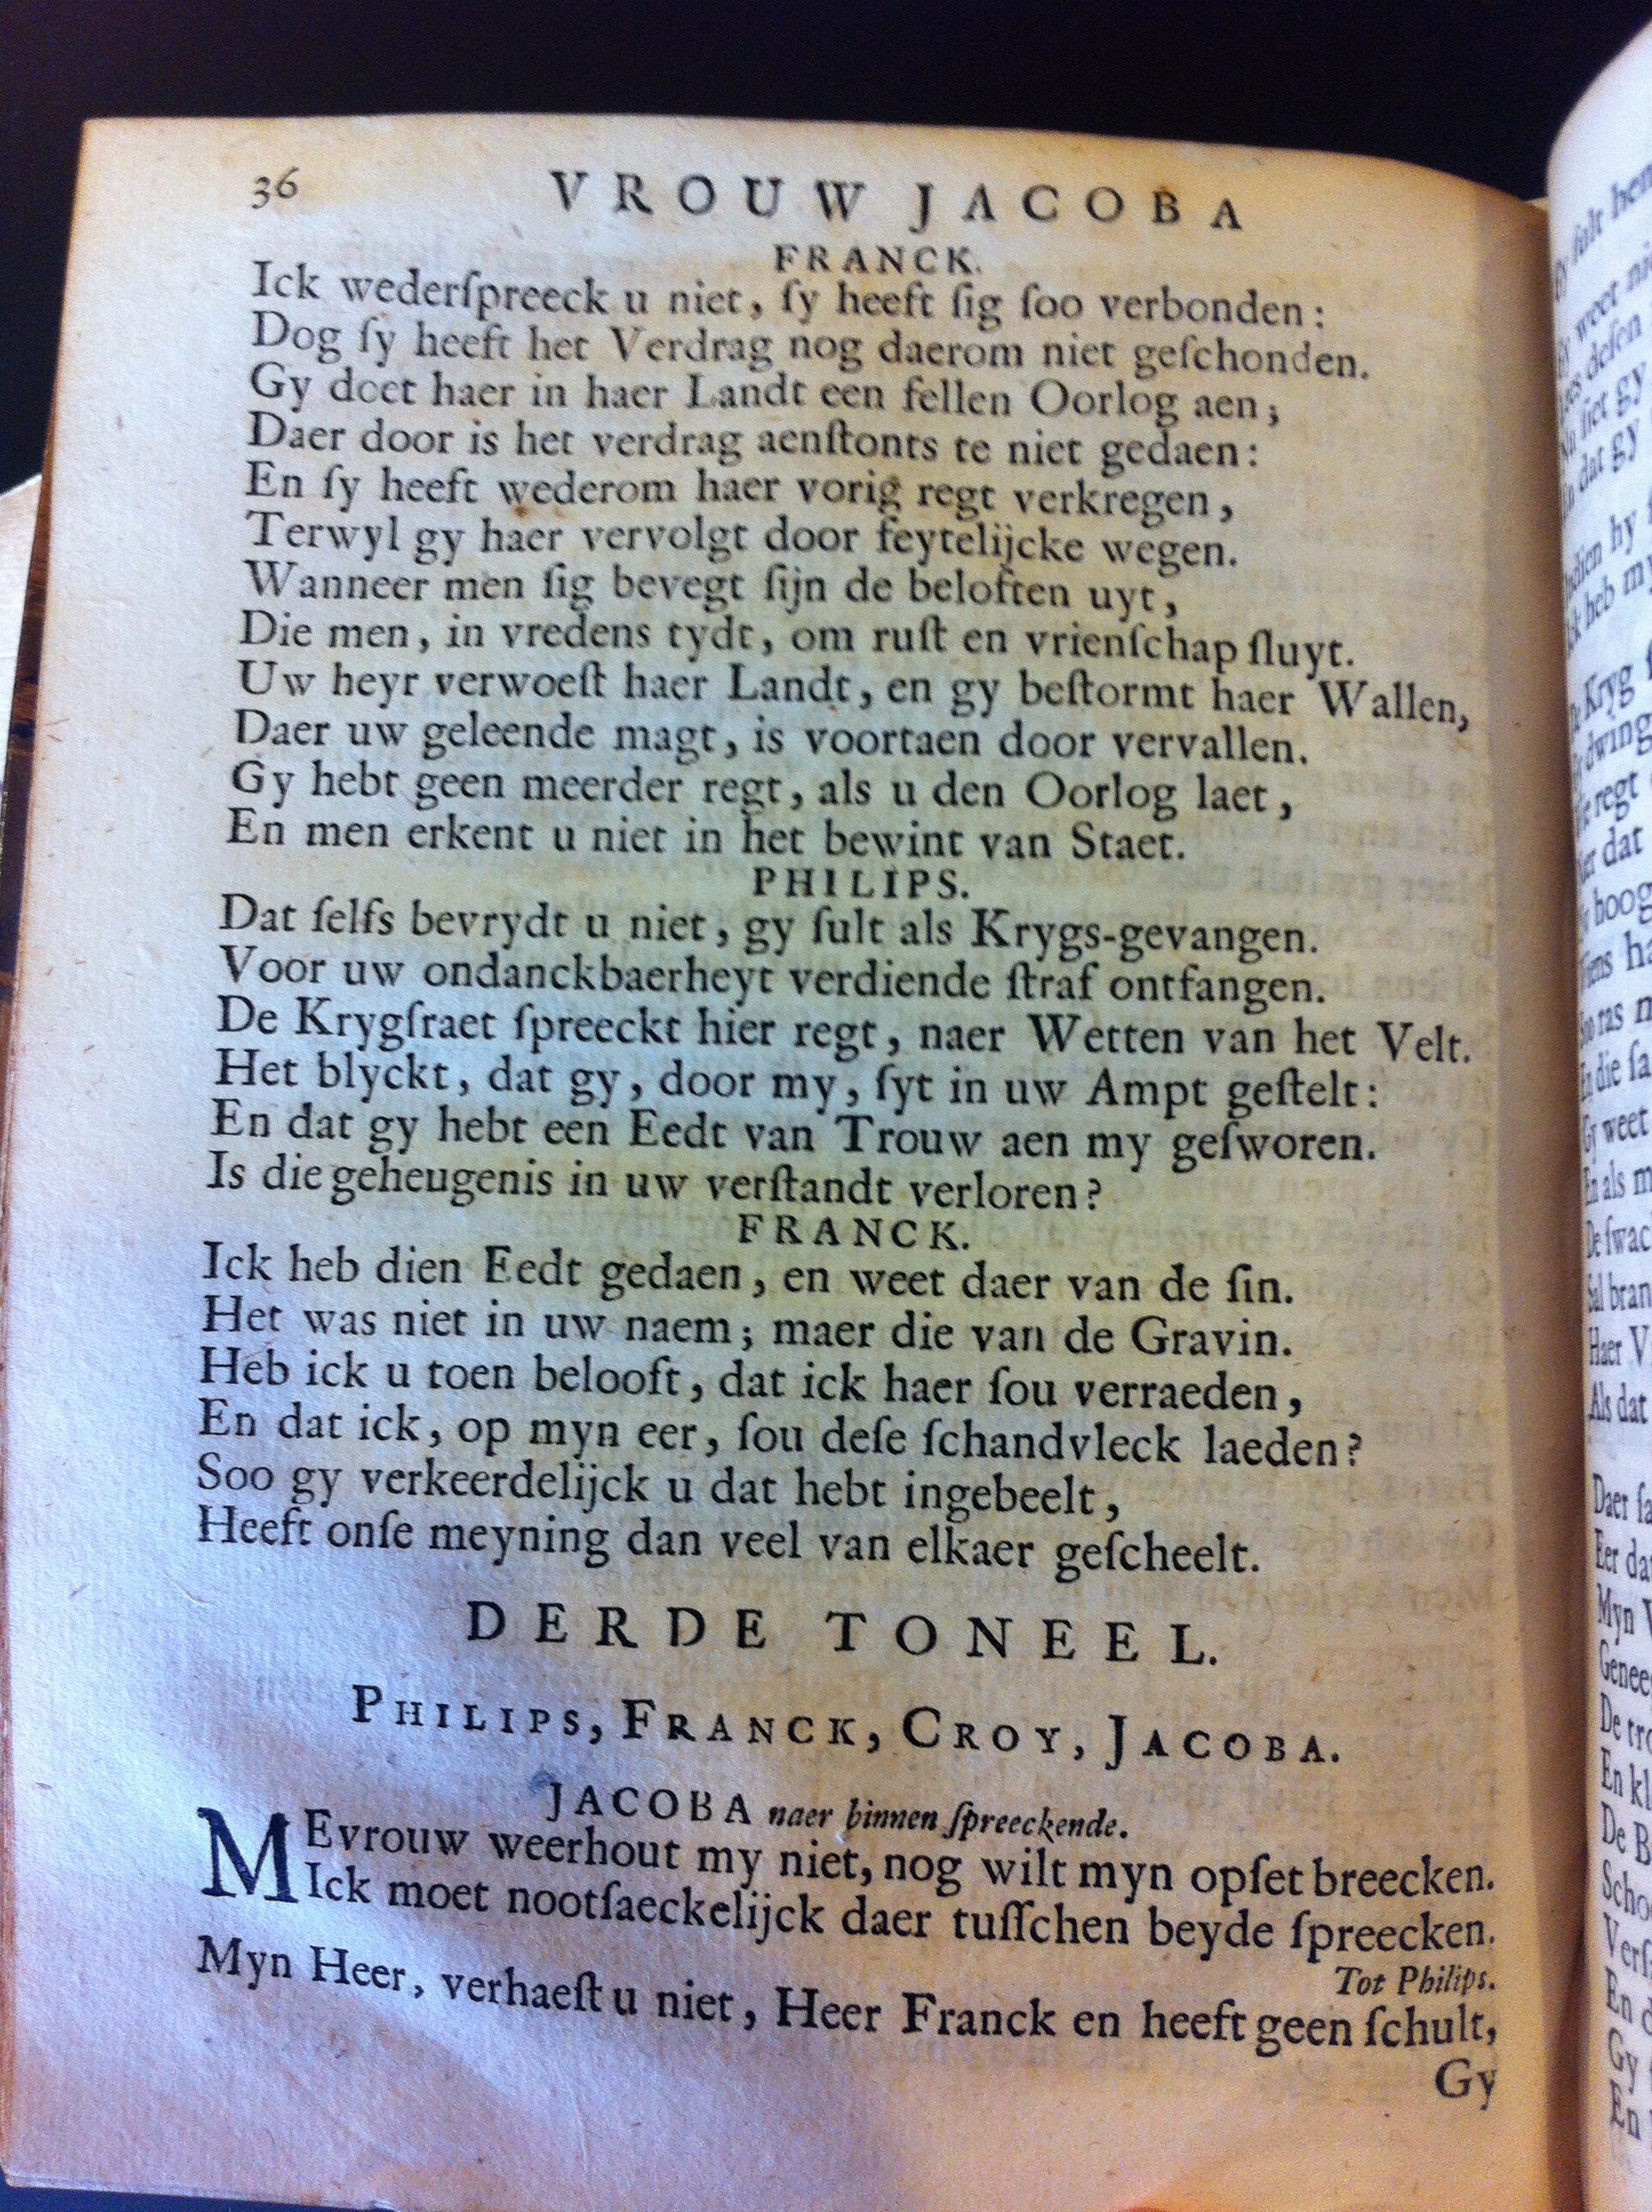 36 VROUW JACOBA
FRANCK.
Ick wederſpreeck u niet, ſy heeft ſig ſoo verbonden:
Dog ſy heeft het Verdrag nog daerom niet geſchonden.
Gy doet haer in haer Landt een fellen Oorlog aen;
Daer door is het verdrag aenſtonts te niet gedaen:
En ſy heeft wederom haer vorig regt verkregen,
Terwyl gy haer vervolgt door feytelijcke wegen.
Wanneer men ſig bevegt ſijn de beloften uyt,
Die men, in vredens tydt, om ruſt en vrienſchap ſluyt.
Uw heyr verwoeſt haer Landt, en gy beſtormt haer Wallen,
Daer uw geleende magt, is voortaen door vervallen.
Gy hebt geen meerder regt, als u den Oorlog laet,
En men erkent u niet in het bewint van Staet.
PHILIPS.
Dat ſelfs bevrydt u niet, gy ſult als Krygs-gevangen.
Voor uw ondanckbaerheyt verdiende ſtraf ontfangen.
De Krygſraet ſpreeckt hier regt, naer Wetten van het Velt.
Het blyckt, dat gy, door my, ſyt in uw Ampt geſtelt:
En dat gy hebt een Eedt van Trouw aen my geſworen.
Is die geheugenis in uw verſtandt verloren?
FRANCK.
Ick heb dien Eedt gedaen, en weet daer van de ſin.
Het was niet in uw naem; maer die van de Gravin.
Heb ick u toen belooft, dat ick haer ſou verraeden,
En dat ick, op myn eer, ſou deſe ſchandvleck laeden?
Soo gy verkeerdelijck u dat hebt ingebeelt,
Heeft onſe meyning dan veel van elkaer geſcheelt.
DERDE TONEEL.
PHILIPS, FRANCK, CROY, JACOBA.
JACOBA naer binnen ſpreeckende.
MEvrouw weerhout my niet, nog wilt myn opſet breecken.
Ick moet nootſaeckelijck daer tuſſchen beyde ſpreecken.
Tot Philips.
Myn Heer, verhaeſt u niet, Heer Franck en heeft geen ſchult,
Gy